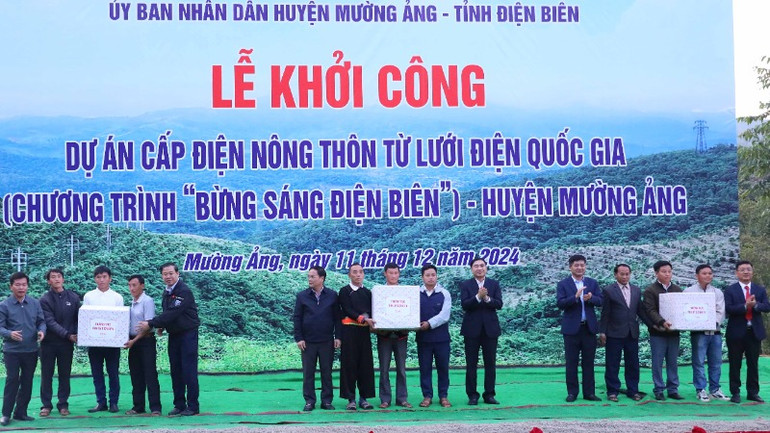 ỦY BAN NHÂN DÂN HUYỆN MƯỜNG ẢNG - TỈNH ĐIỆN BIÊN
LỄ KHỞI CÔNG
DỰ ÁN CẤP ĐIỆN NÔNG THÔN TỪ LƯỚI ĐIỆN QUỐC GIA
(CHƯƠNG TRÌNH “BỪNG SÁNG ĐIỆN BIÊN”) - HUYỆN MƯỜNG ẢNG
Mường Ảng, ngày 11 tháng 12 năm 2024